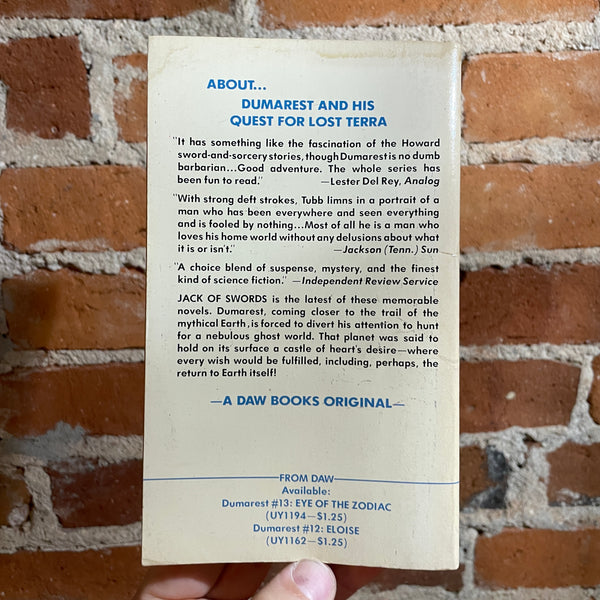 ABOUT...
DUMAREST AND HIS
QUEST FOR LOST TERRA
"It has something like the fascination of the Howard
sword-and-sorcery stories, though Dumarest is no dumb
barbarian...Good adventure. The whole series has
been fun to read." —Lester Del Rey, Analog
"With strong deft strokes, Tubb limns in a portrait of a
man who has been everywhere and seen everything
and is fooled by nothing...Most of all he is a man who
loves his home world without any delusions about what
it is or isn't." —Jackson (Tenn.) Sun
"A choice blend of suspense, mystery, and the finest
kind of science fiction." —Independent Review Service
JACK OF SWORDS is the latest of these memorable
novels. Dumarest, coming closer to the trail of the
mythical Earth, is forced to divert his attention to hunt
for a nebulous ghost world. That planet was said to
hold on its surface a castle of heart's desire—where
every wish would be fulfilled, including, perhaps, the
return to Earth itself!
—A DAW BOOKS ORIGINAL—
FROM DAW
Available:
Dumarest #13: EYE OF THE ZODIAC
(UY1194—$1.25)
Dumarest #12: ELOISE
(UY1162—$1.25)